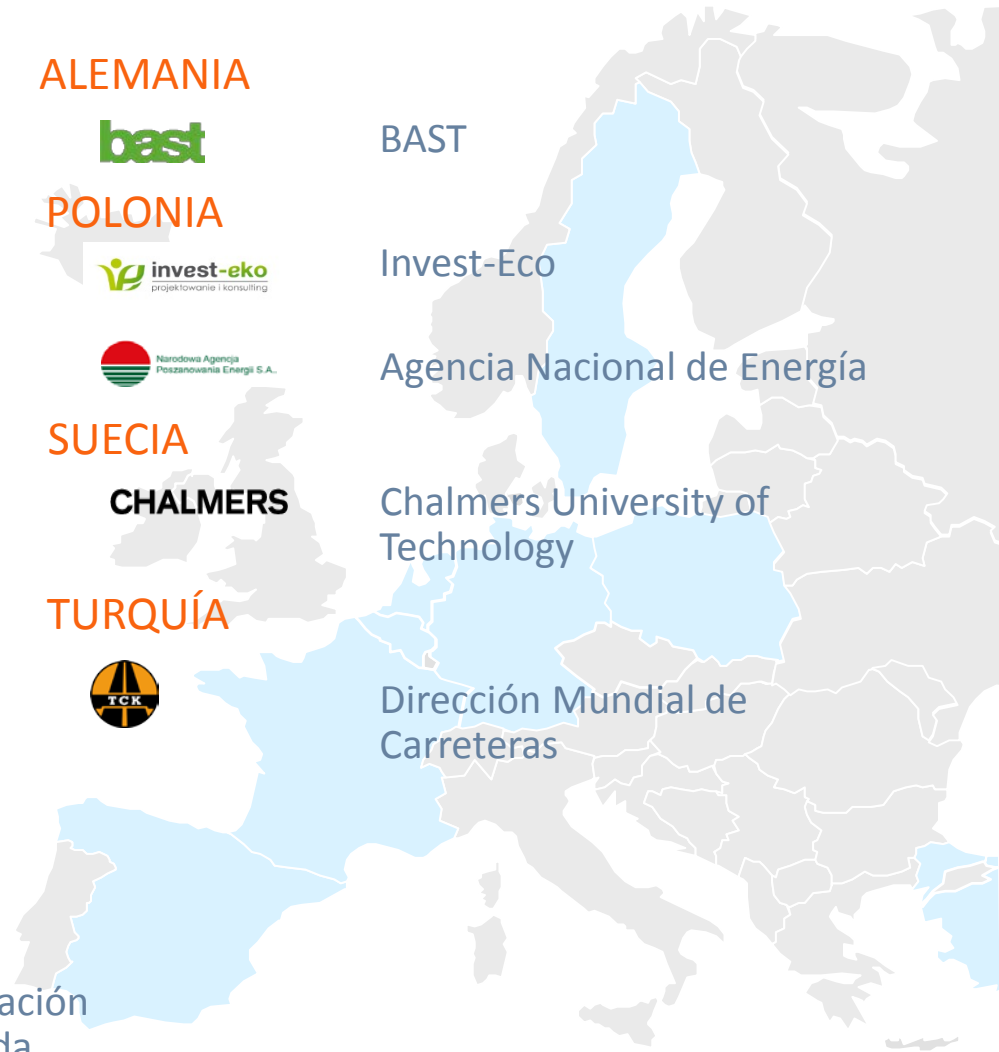 ALEMANIA
bast
BAST
POLONIA
invest-eko
projektowanie i konsulting
Invest-Eco
Narodowa Agencja
Poszanowania Energii S.A.
Agencia Nacional de Energía
SUECIA
CHALMERS
Chalmers University of
Technology
TURQUÍA
TCK
Dirección Mundial de
Carreteras
ación
da